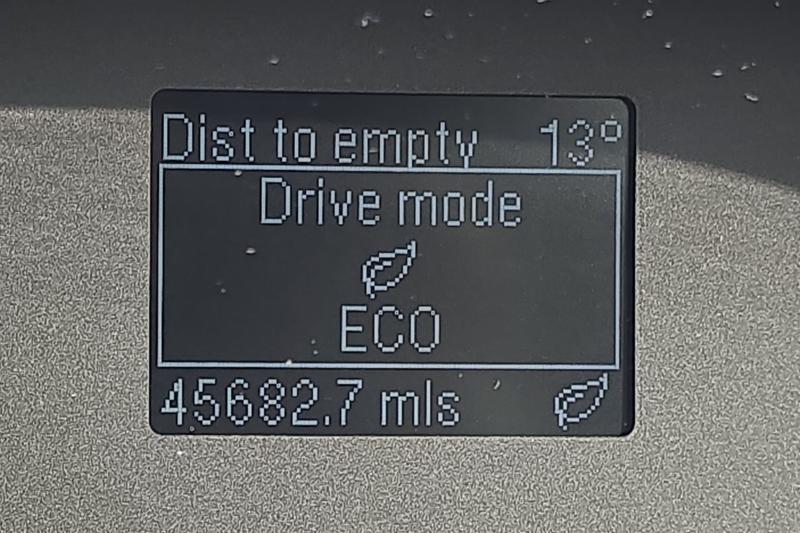 Dist to empty 13°
Drive mode
ECO
45682.7 mls